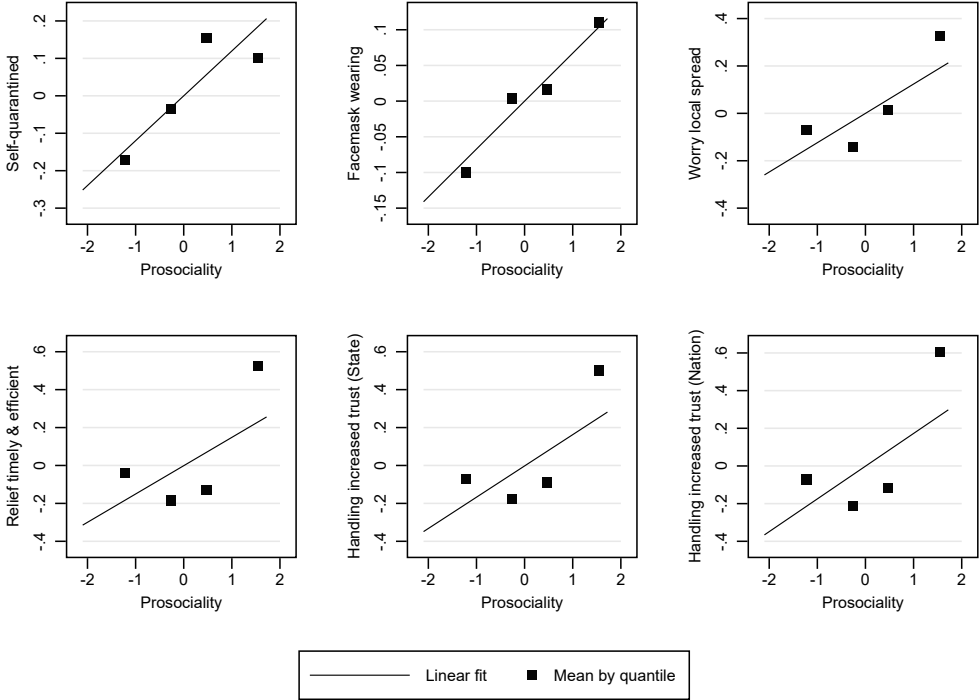 Self-quarantined
.2
.1
0
-.1
-.2
-.3
-2 -1 0 1 2
Prosociality
Facemask wearing
.1
.05
0
-.05
-.1
-.15
-2 -1 0 1 2
Prosociality
Worry local spread
.4
.2
0
-.2
-.4
-2 -1 0 1 2
Prosociality
Relief timely & efficient
.6
.4
.2
0
-.2
-.4
-2 -1 0 1 2
Prosociality
Handling increased trust (State)
.6
.4
.2
0
-.2
-.4
-2 -1 0 1 2
Prosociality
Handling increased trust (Nation)
.6
.4
.2
0
-.2
-.4
-2 -1 0 1 2
Prosociality
Linear fit Mean by quantile